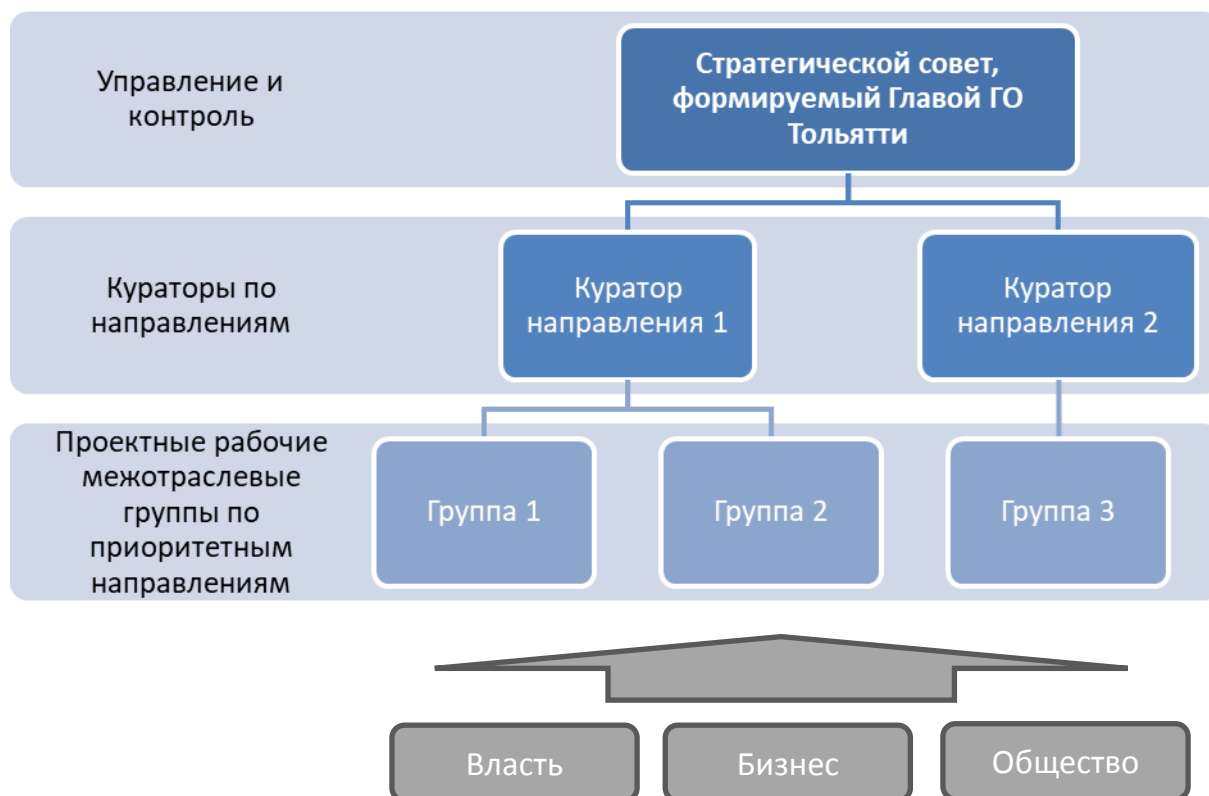 Управление и
контроль
Стратегической совет,
формируемый Главой ГО
Тольятти
Кураторы по
направлениям
Куратор
направления 1
Куратор
направления 2
Проектные рабочие
межотраслевые
группы по
приоритетным
направлениям
Группа 1
Группа 2
Группа 3
Власть
Бизнес
Общество